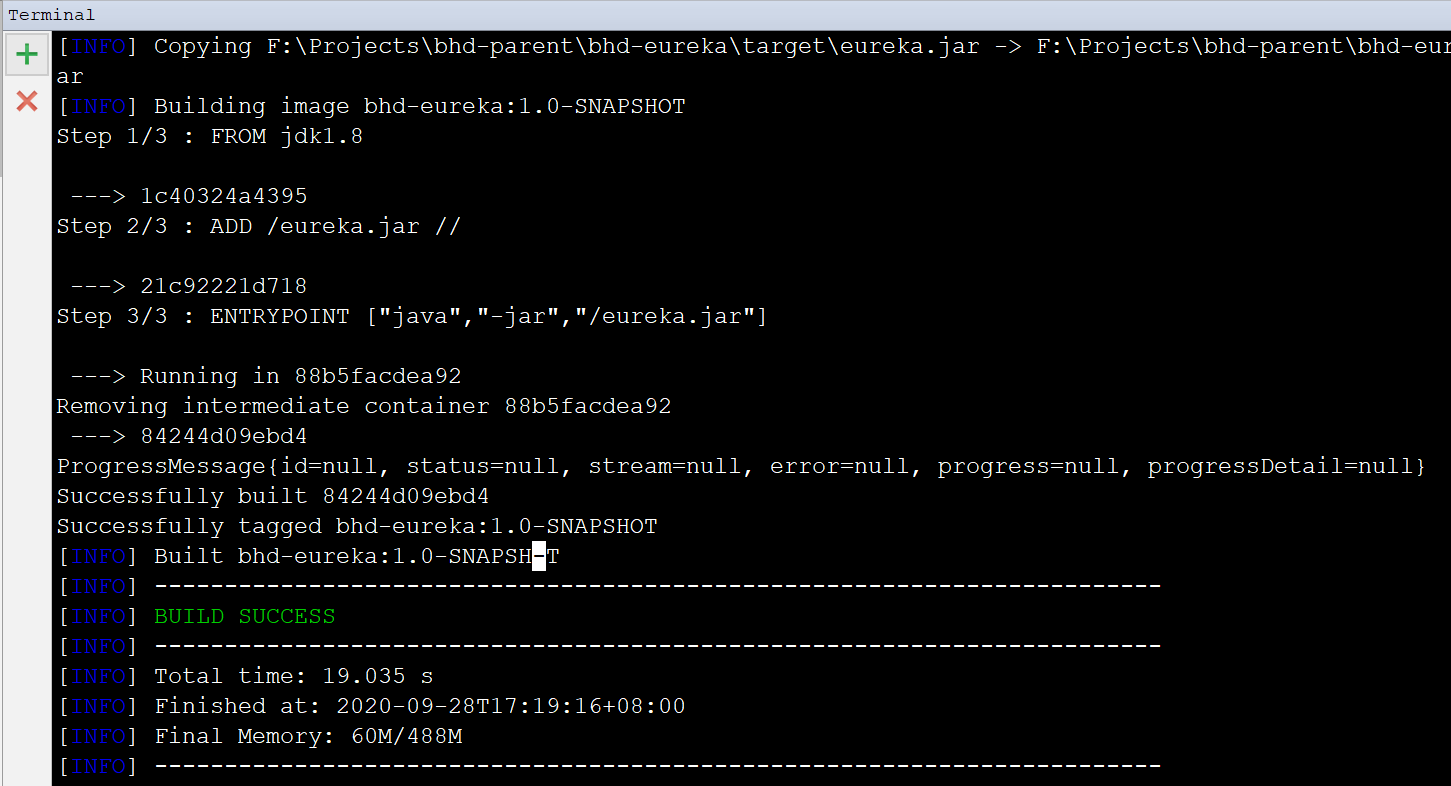 Terminal
[INFO] Copying F:\Projects\bhd-parent\bhd-eureka\target\eureka.jar -> F:\Projects\bhd-parent\bhd-eur
ar
[INFO] Building image bhd-eureka:1.0-SNAPSHOT
Step 1/3 : FROM jdk1.8
---> 1c40324a4395
Step 2/3 : ADD /eureka.jar //
---> 21c92221d718
Step 3/3 : ENTRYPOINT ["java","-jar","/eureka.jar"]
---> Running in 88b5facdea92
Removing intermediate container 88b5facdea92
---> 84244d09ebd4
ProgressMessage{id=null, status=null, stream=null, error=null, progress=null, progressDetail=null}
Successfully built 84244d09ebd4
Successfully tagged bhd-eureka:1.0-SNAPSHOT
[INFO] Built bhd-eureka:1.0-SNAPSH-T
[INFO] ------------------------------------------------------------------------
[INFO] BUILD SUCCESS
[INFO] ------------------------------------------------------------------------
[INFO] Total time: 19.035 s
[INFO] Finished at: 2020-09-28T17:19:16+08:00
[INFO] Final Memory: 60M/488M
[INFO] ------------------------------------------------------------------------